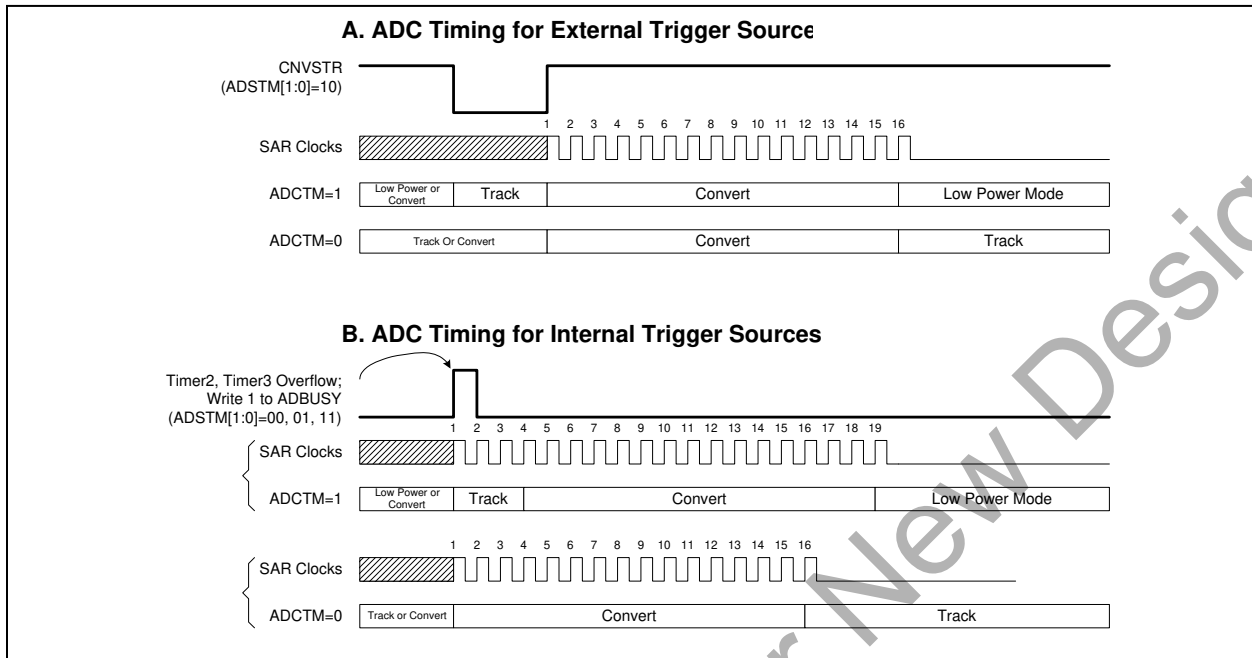 A. ADC Timing for External Trigger Source
CNVSTR
(ADSTM[1:0]=10)
1 2 3 4 5 6 7 8 9 10 11 12 13 14 15 16
SAR Clocks
ADCTM=1 Low Power or Convert Track Convert Low Power Mode
ADCTM=0 Track Or Convert Convert Track
B. ADC Timing for Internal Trigger Sources
Timer2, Timer3 Overflow;
Write 1 to ADBUSY
(ADSTM[1:0]=00, 01, 11)
1 2 3 4 5 6 7 8 9 10 11 12 13 14 15 16 17 18 19
SAR Clocks
ADCTM=1 Low Power or Convert Track Convert Low Power Mode
1 2 3 4 5 6 7 8 9 10 11 12 13 14 15 16
SAR Clocks
ADCTM=0 Track or Convert Convert Track
New